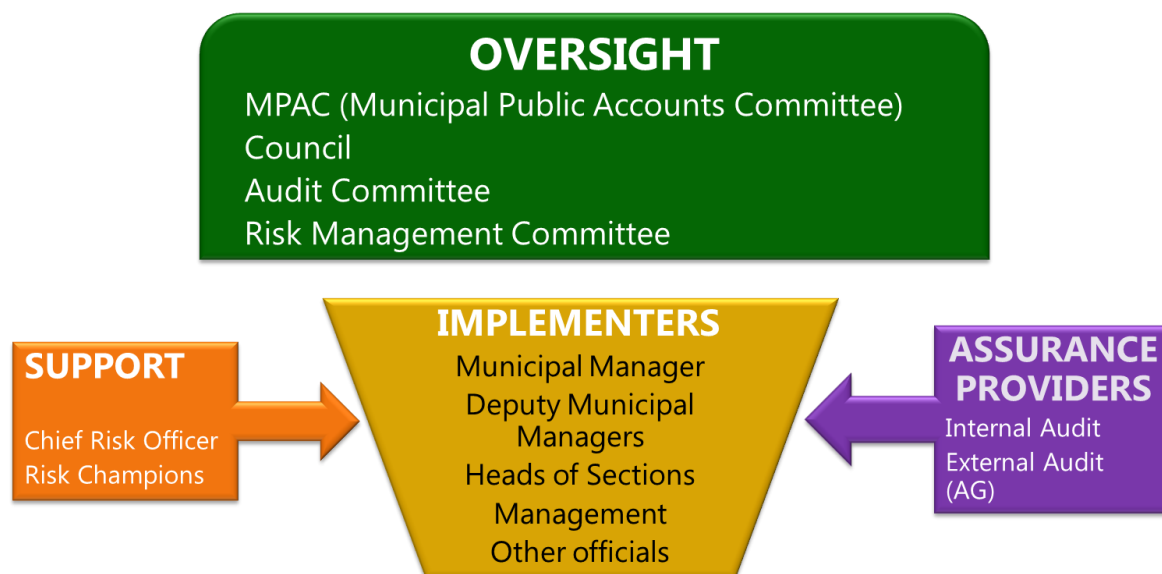 OVERSIGHT
MPAC (Municipal Public Accounts Committee)
Council
Audit Committee
Risk Management Committee
SUPPORT
Chief Risk Officer
Risk Champions
IMPLEMENTERS
Municipal Manager
Deputy Municipal
Managers
Heads of Sections
Management
Other officials
ASSURANCE
PROVIDERS
Internal Audit
External Audit
(AG)